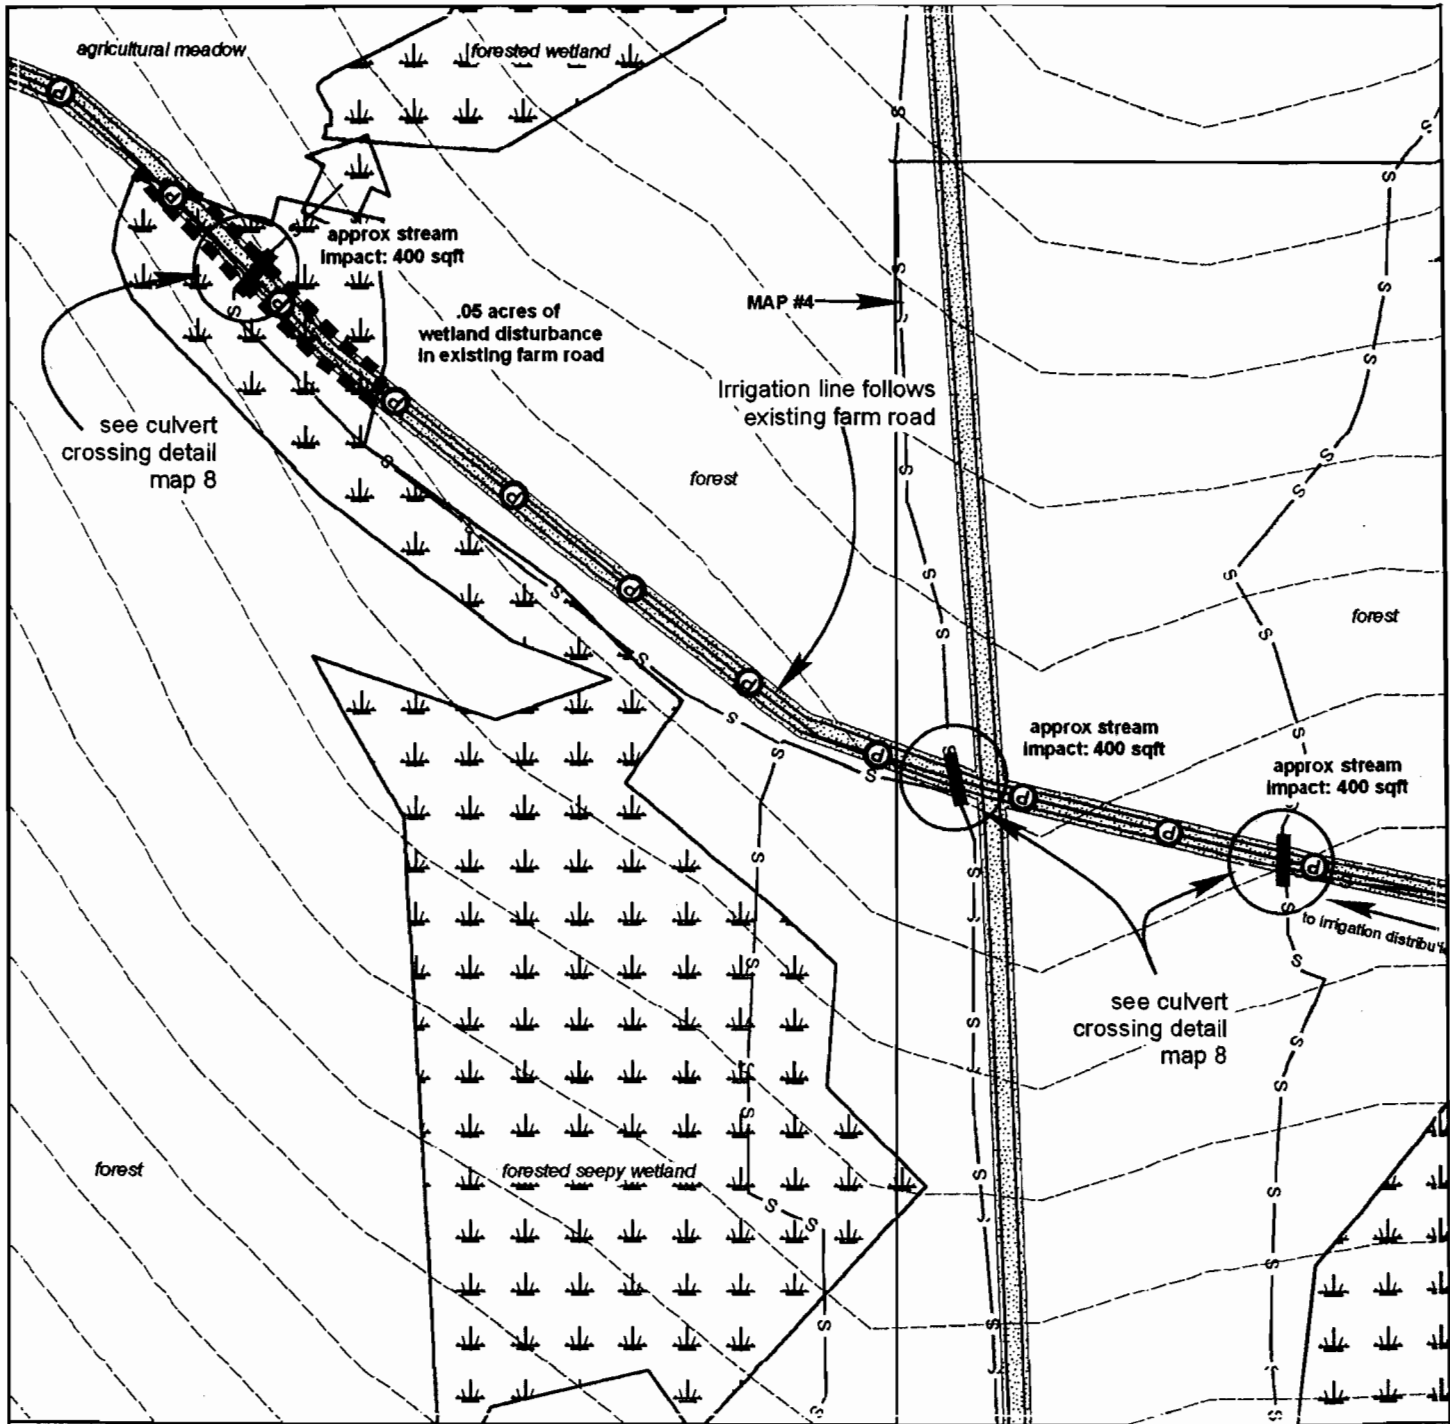 agricultural meadow
forested wetland
approx stream
impact: 400 sqft
.05 acres of
wetland disturbance
in existing farm road
MAP #4
Irrigation line follows
existing farm road
see culvert
crossing detail
map 8
forest
forest
approx stream
impact: 400 sqft
approx stream
impact: 400 sqft
to irrigation
see culvert
crossing detail
map 8
forest
forested seepy wetland